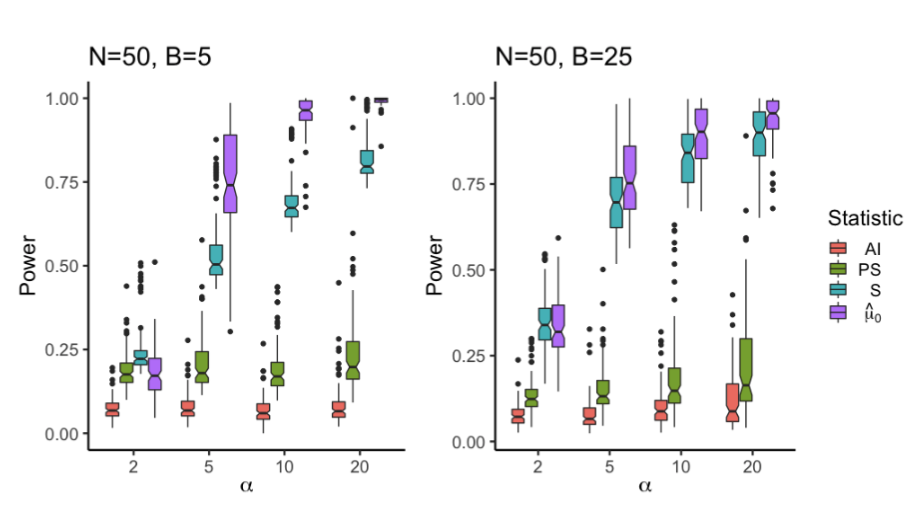 N=50, B=5
N=50, B=25
Power
1.00
0.75
0.50
0.25
0.00
2 5 10 20
α
Power
1.00
0.75
0.50
0.25
0.00
2 5 10 20
α
Statistic
AI
PS
S
μ̂₀